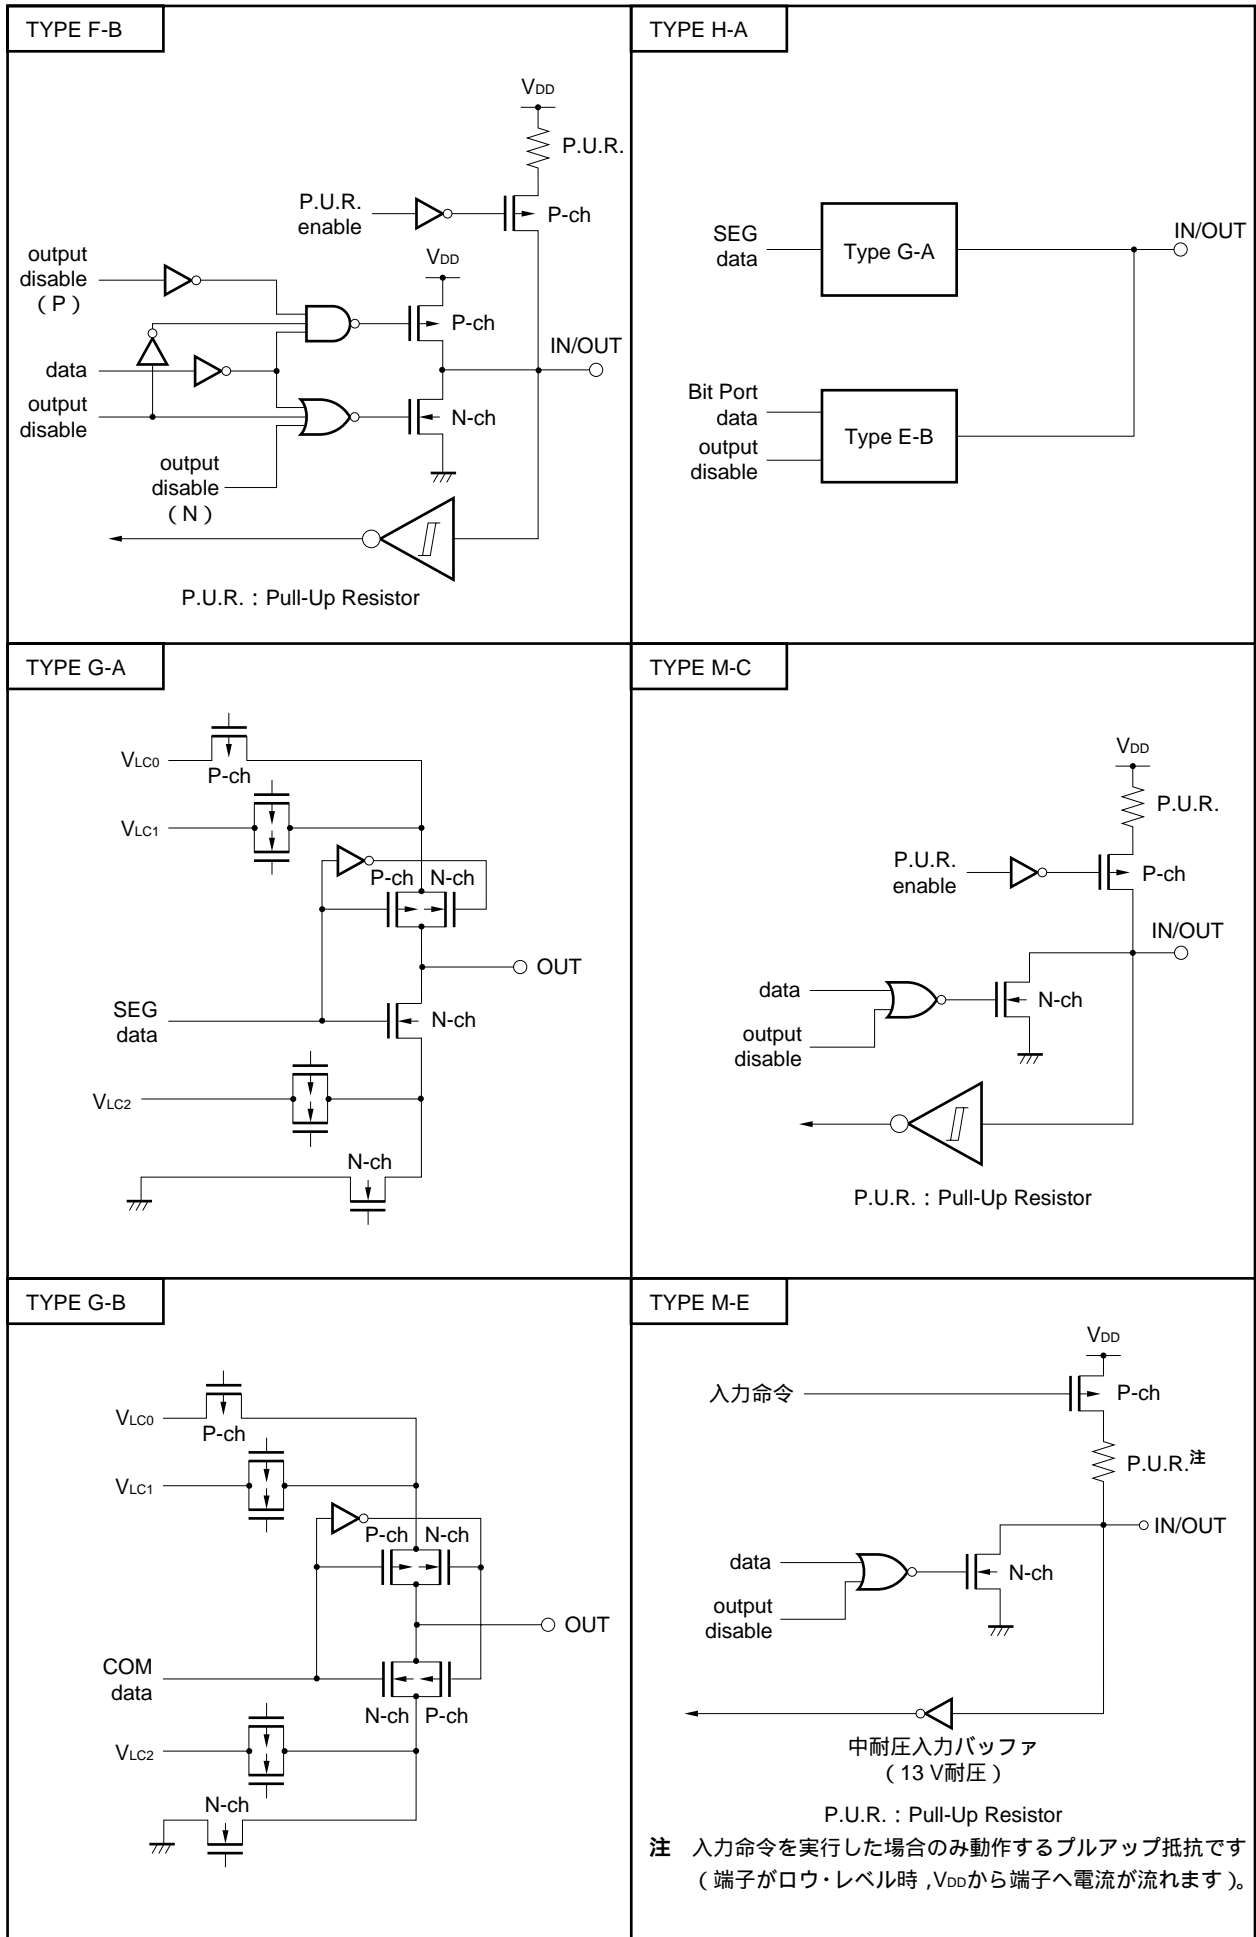 TYPE F-B
VDD
P.U.R.
P.U.R.
enable
P-ch
output
disable
( P )
VDD
P-ch
IN/OUT
data
output
disable
N-ch
output
disable
( N )
P.U.R. : Pull-Up Resistor
TYPE H-A
SEG
data
Type G-A
IN/OUT
Bit Port
data
output
disable
Type E-B
TYPE G-A
VLC0
P-ch
VLC1
P-ch
N-ch
OUT
SEG
data
N-ch
VLC2
N-ch
TYPE M-C
VDD
P.U.R.
P.U.R.
enable
P-ch
IN/OUT
data
N-ch
output
disable
P.U.R. : Pull-Up Resistor
TYPE G-B
VLC0
P-ch
VLC1
P-ch
N-ch
OUT
COM
data
N-ch
P-ch
VLC2
N-ch
TYPE M-E
VDD
入力命令
P-ch
P.U.R.注
IN/OUT
data
N-ch
output
disable
中耐圧入力バッファ
( 13 V耐圧 )
P.U.R. : Pull-Up Resistor
注 入力命令を実行した場合のみ動作するプルアップ抵抗です
( 端子がロウ・レベル時 , VDDから端子へ電流が流れます )。